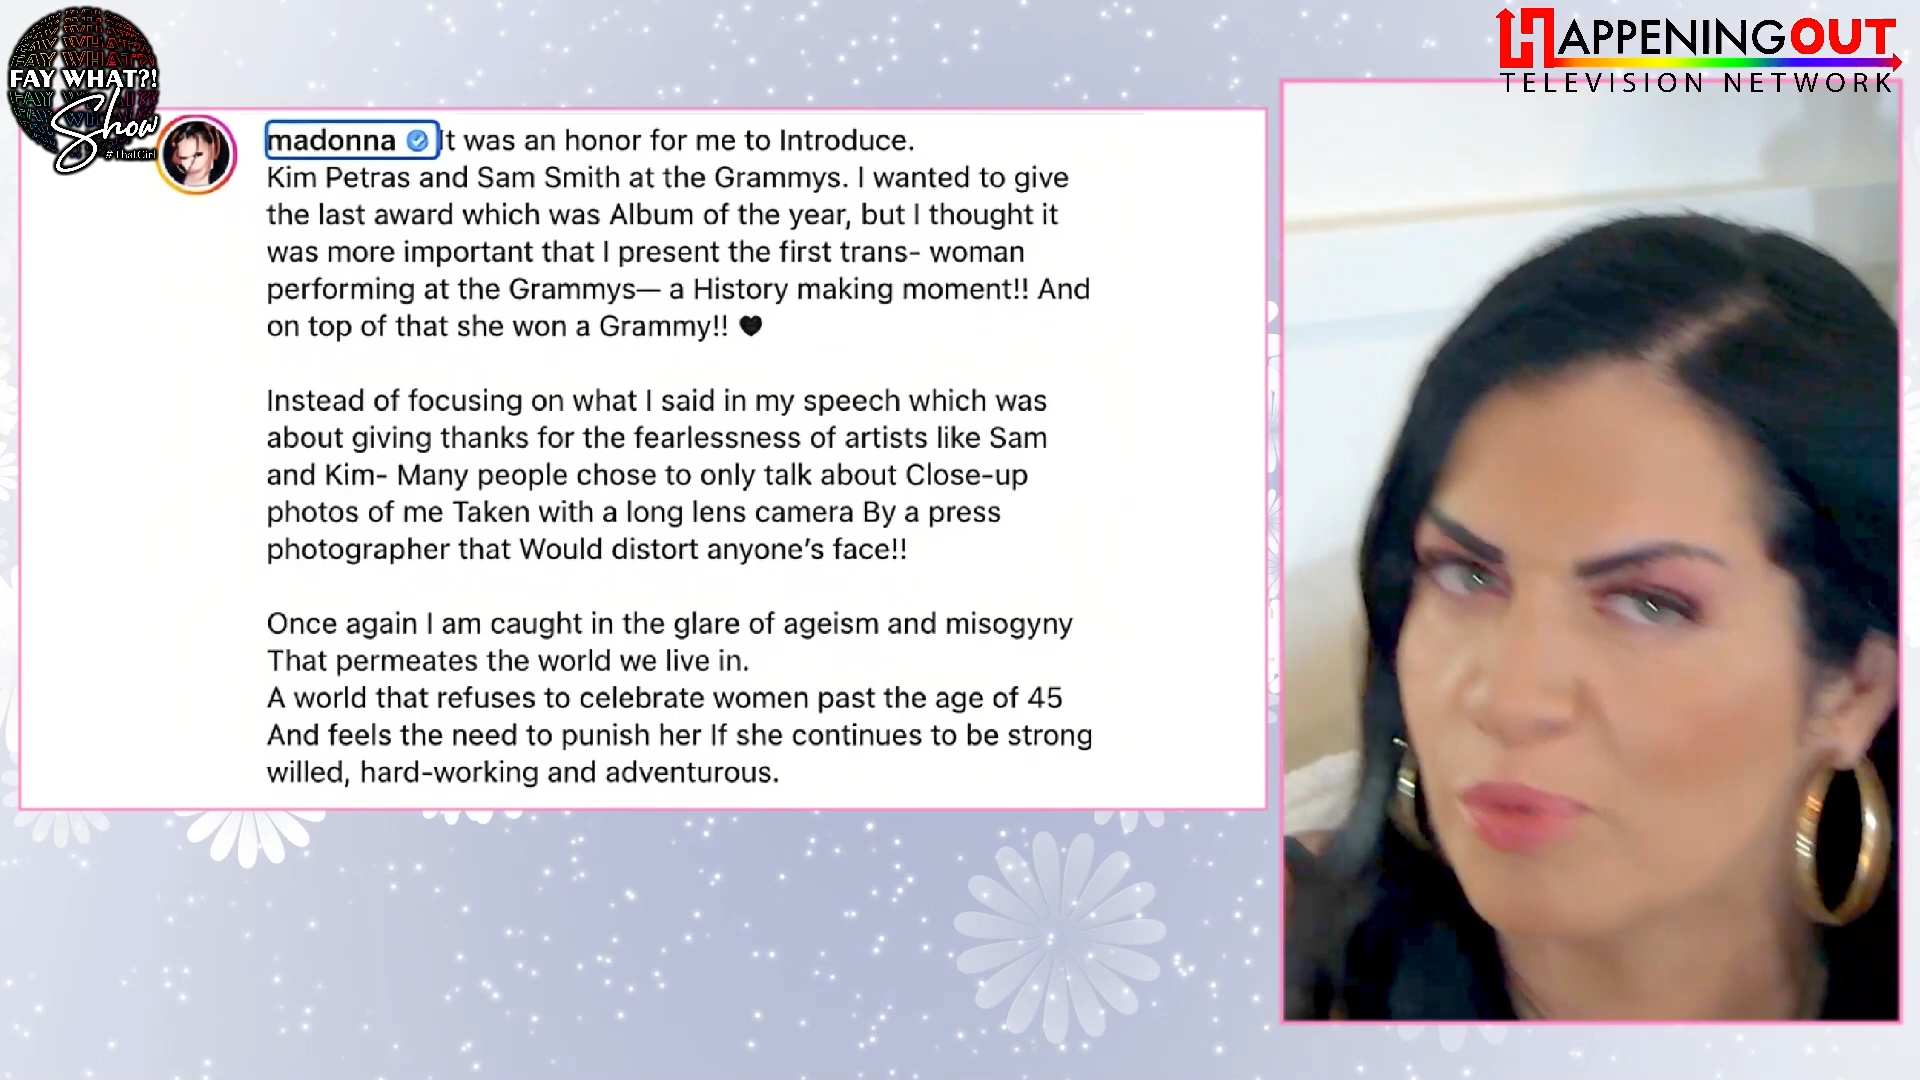 FAY WHAT?!
Show
#ThatGirl
HAPPENINGOUT
TELEVISION NETWORK
madonna It was an honor for me to Introduce.
Kim Petras and Sam Smith at the Grammys. I wanted to give
the last award which was Album of the year, but I thought it
was more important that I present the first trans- woman
performing at the Grammys— a History making moment!! And
on top of that she won a Grammy!! 🖤
Instead of focusing on what I said in my speech which was
about giving thanks for the fearlessness of artists like Sam
and Kim- Many people chose to only talk about Close-up
photos of me Taken with a long lens camera By a press
photographer that Would distort anyone’s face!!
Once again I am caught in the glare of ageism and misogyny
That permeates the world we live in.
A world that refuses to celebrate women past the age of 45
And feels the need to punish her If she continues to be strong
willed, hard-working and adventurous.